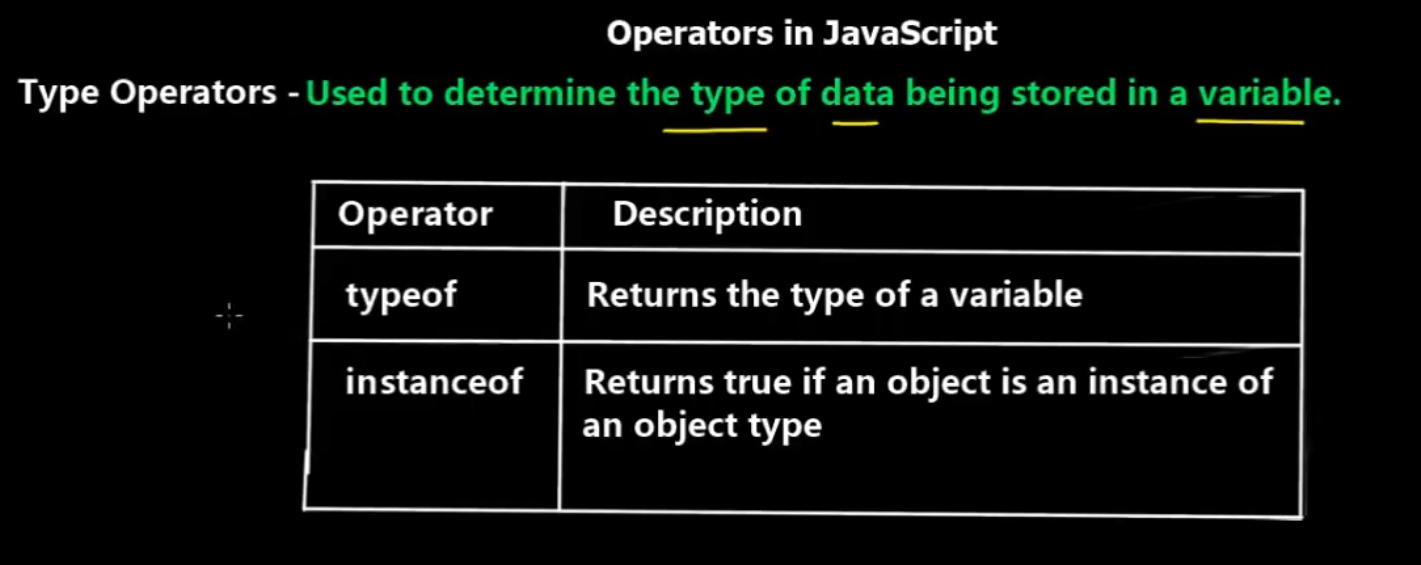 Operators in JavaScript
Type Operators - Used to determine the type of data being stored in a variable.
Operator Description
typeof Returns the type of a variable
instanceof Returns true if an object is an instance of
an object type